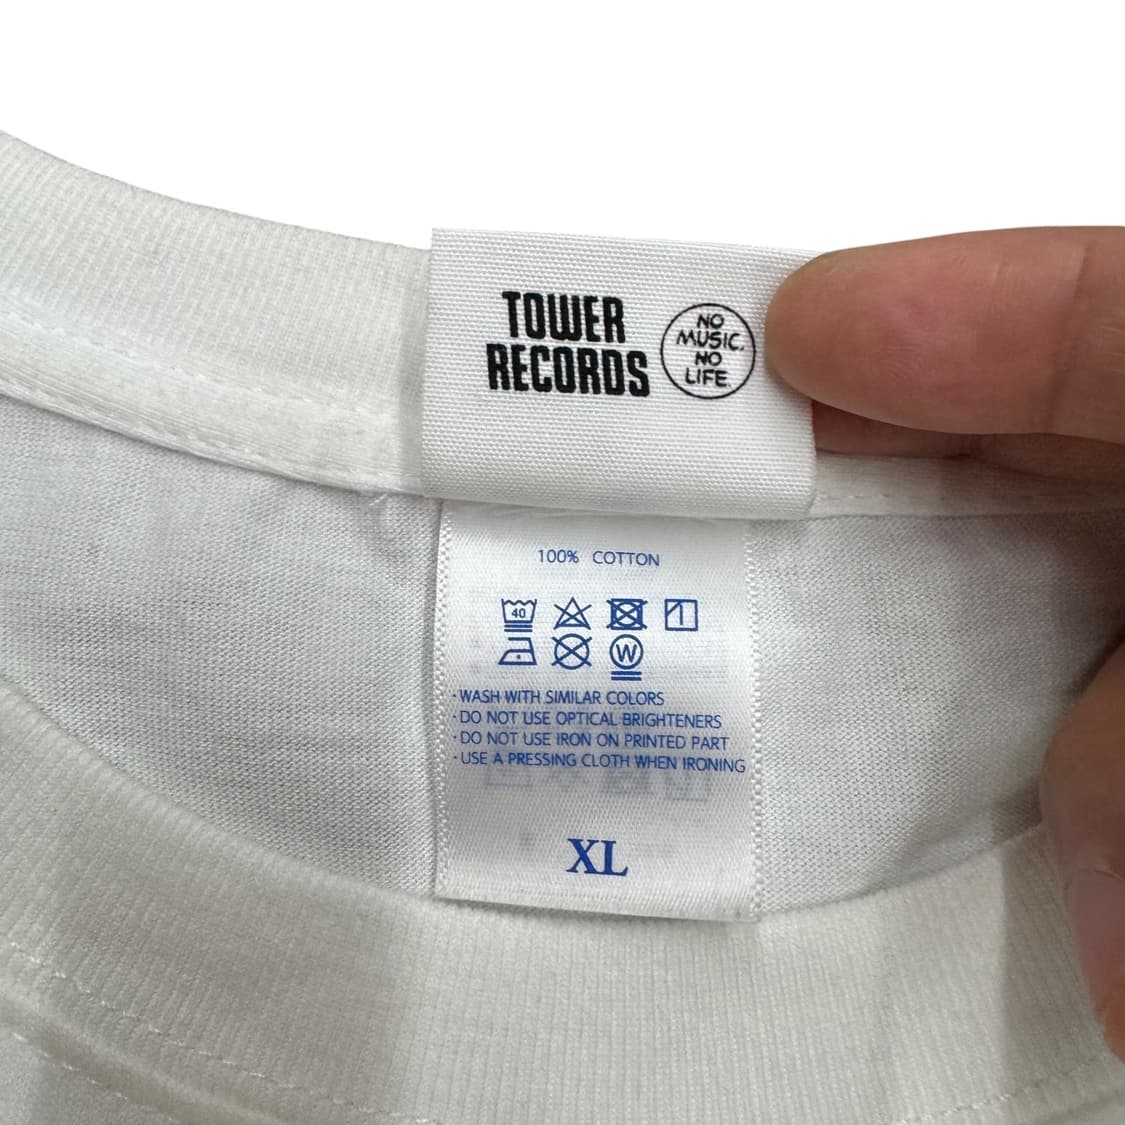 TOWER
RECORDS
NO
MUSIC.
NO
LIFE.
100% COTTON
40
W
·WASH WITH SIMILAR COLORS
·DO NOT USE OPTICAL BRIGHTENERS
·DO NOT USE IRON ON PRINTED PART
·USE A PRESSING CLOTH WHEN IRONING
XL